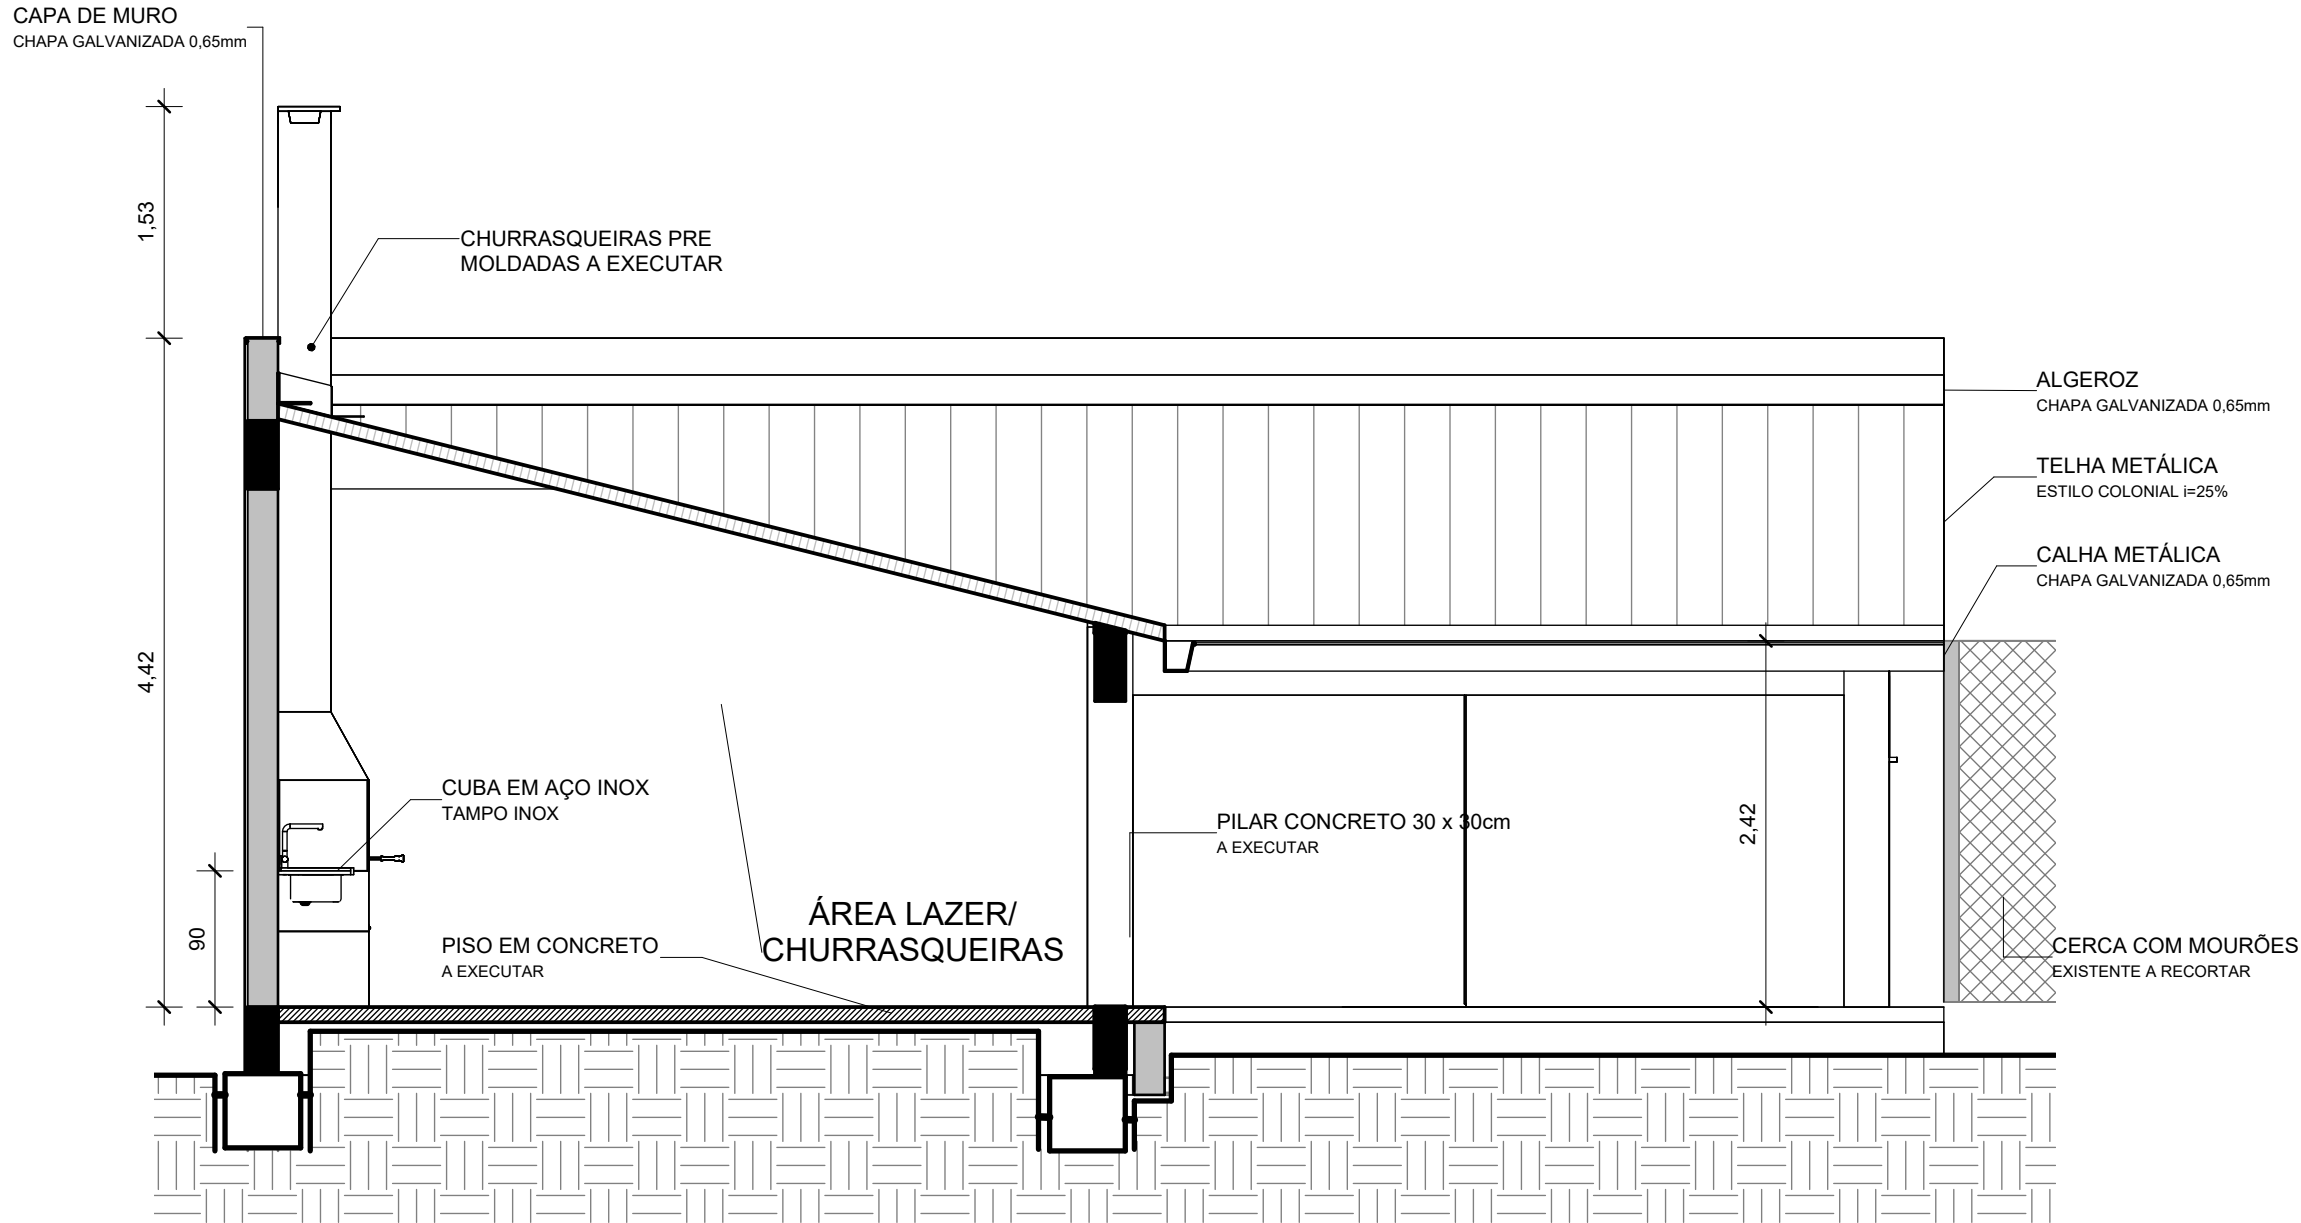 CAPA DE MURO
CHAPA GALVANIZADA 0,65mm
1,53
CHURRASQUEIRAS PRE
MOLDADAS A EXECUTAR
ALGEROZ
CHAPA GALVANIZADA 0,65mm
TELHA METÁLICA
ESTILO COLONIAL i=25%
CALHA METÁLICA
CHAPA GALVANIZADA 0,65mm
4,42
CUBA EM AÇO INOX
TAMPO INOX
PILAR CONCRETO 30 x 30cm
A EXECUTAR
2,42
90
ÁREA LAZER/
CHURRASQUEIRAS
PISO EM CONCRETO
A EXECUTAR
CERCA COM MOURÕES
EXISTENTE A RECORTAR